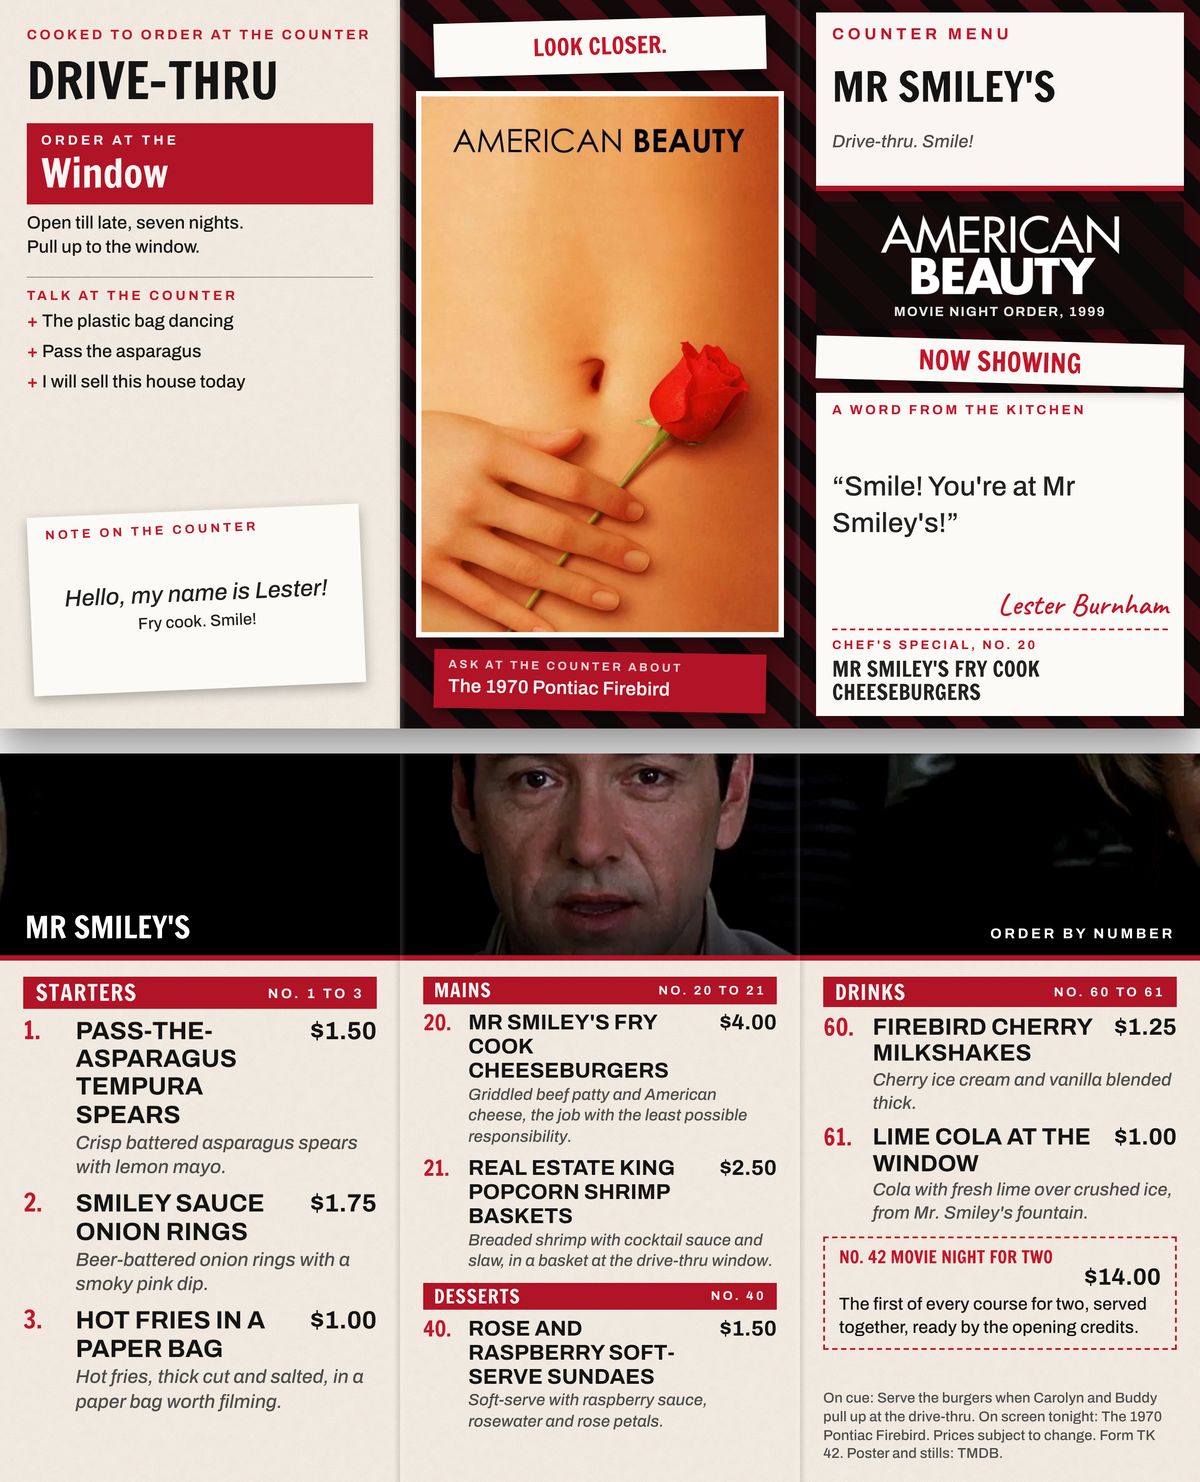 COOKED TO ORDER AT THE COUNTER
DRIVE-THRU
ORDER AT THE
Window
Open till late, seven nights.
Pull up to the window.
TALK AT THE COUNTER
+ The plastic bag dancing
+ Pass the asparagus
+ I will sell this house today
NOTE ON THE COUNTER
Hello, my name is Lester!
Fry cook. Smile!
LOOK CLOSER.
AMERICAN BEAUTY
ASK AT THE COUNTER ABOUT
The 1970 Pontiac Firebird
COUNTER MENU
MR SMILEY'S
Drive-thru. Smile!
AMERICAN
BEAUTY
MOVIE NIGHT ORDER, 1999
NOW SHOWING
A WORD FROM THE KITCHEN
“Smile! You're at Mr
Smiley's!”
Lester Burnham
CHEF'S SPECIAL, NO. 20
MR SMILEY'S FRY COOK
CHEESEBURGERS
MR SMILEY'S
ORDER BY NUMBER
STARTERS NO. 1 TO 3
1. PASS-THE- $1.50
ASPARAGUS
TEMPURA
SPEARS
Crisp battered asparagus spears
with lemon mayo.
2. SMILEY SAUCE $1.75
ONION RINGS
Beer-battered onion rings with a
smoky pink dip.
3. HOT FRIES IN A $1.00
PAPER BAG
Hot fries, thick cut and salted, in a
paper bag worth filming.
MAINS NO. 20 TO 21
20. MR SMILEY'S FRY $4.00
COOK
CHEESEBURGERS
Griddled beef patty and American
cheese, the job with the least possible
responsibility.
21. REAL ESTATE KING $2.50
POPCORN SHRIMP
BASKETS
Breaded shrimp with cocktail sauce and
slaw, in a basket at the drive-thru window.
DESSERTS NO. 40
40. ROSE AND $1.50
RASPBERRY SOFT-
SERVE SUNDAES
Soft-serve with raspberry sauce,
rosewater and rose petals.
DRINKS NO. 60 TO 61
60. FIREBIRD CHERRY $1.25
MILKSHAKES
Cherry ice cream and vanilla blended
thick.
61. LIME COLA AT THE $1.00
WINDOW
Cola with fresh lime over crushed ice,
from Mr. Smiley's fountain.
NO. 42 MOVIE NIGHT FOR TWO
$14.00
The first of every course for two, served
together, ready by the opening credits.
On cue: Serve the burgers when Carolyn and Buddy
pull up at the drive-thru. On screen tonight: The 1970
Pontiac Firebird. Prices subject to change. Form TK
42. Poster and stills: TMDB.